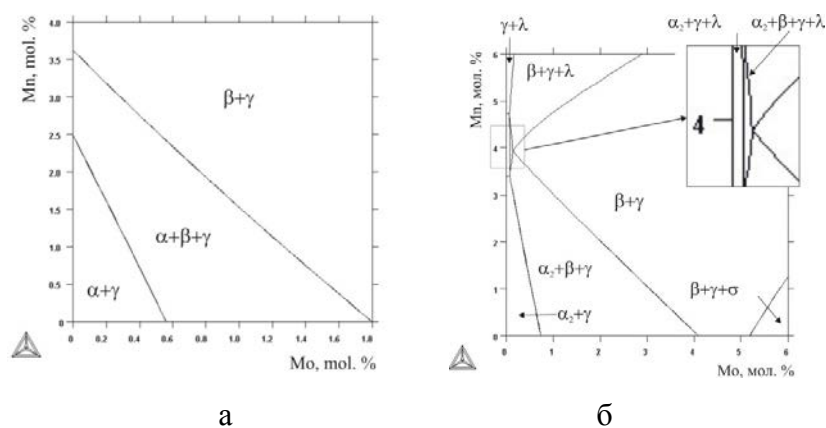 Mn, mol. %
4.0
3.5
3.0
2.5
2.0
1.5
1.0
0.5
0
β+γ
α+β+γ
α+γ
0 0.2 0.4 0.6 0.8 1.0 1.2 1.4 1.6 1.8
Mo, mol. %
а
γ+λ
α₂+γ+λ
α₂+β+γ+λ
Mn, мол. %
6
5
4
3
2
1
0
β+γ+λ
4
β+γ
α₂+β+γ
α₂+γ
β+γ+σ
0 1 2 3 4 5 6
Mo, мол. %
б